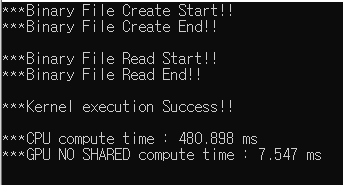 ***Binary File Create Start!!
***Binary File Create End!!
***Binary File Read Start!!
***Binary File Read End!!
***Kernel execution Success!!
***CPU compute time : 480.898 ms
***GPU NO SHARED compute time : 7.547 ms